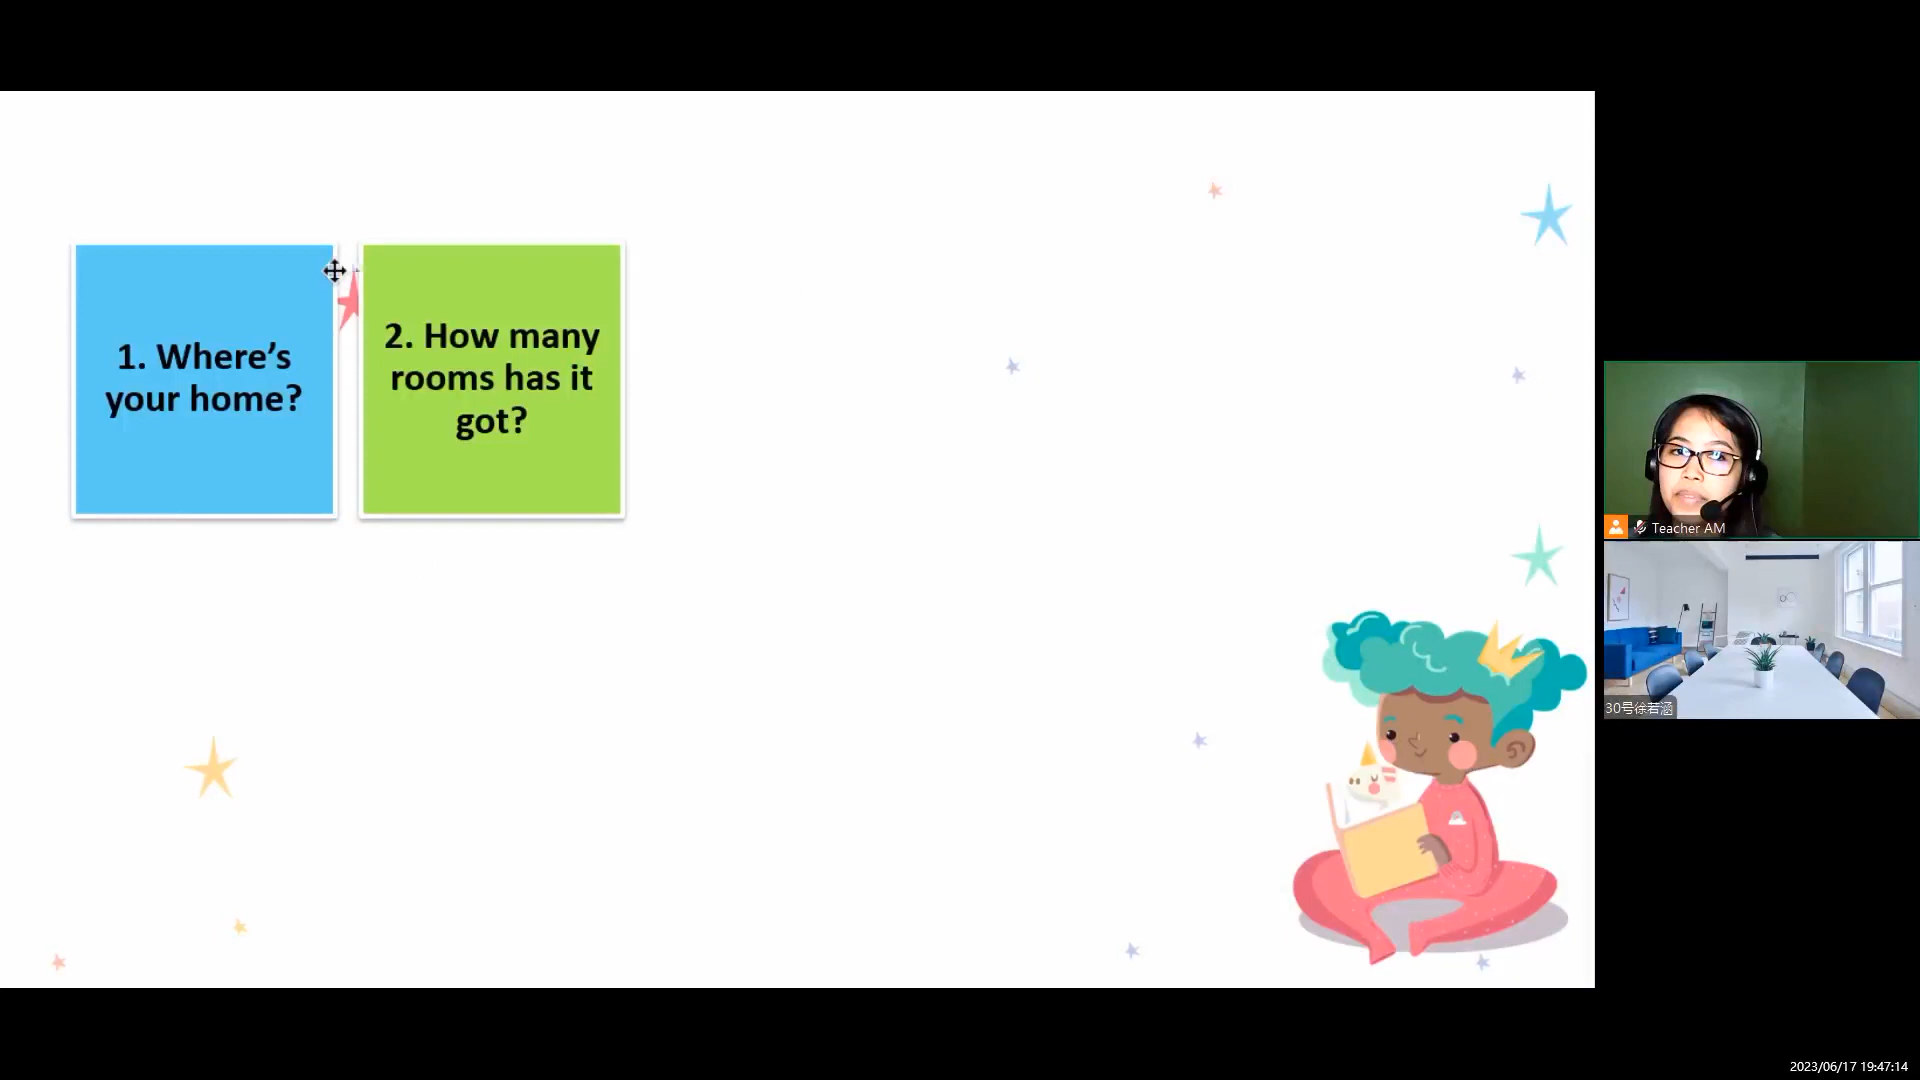 1. Where’s
your home?
2. How many
rooms has it
got?
Teacher AM
30号徐若涵
2023/06/17 19:47:14